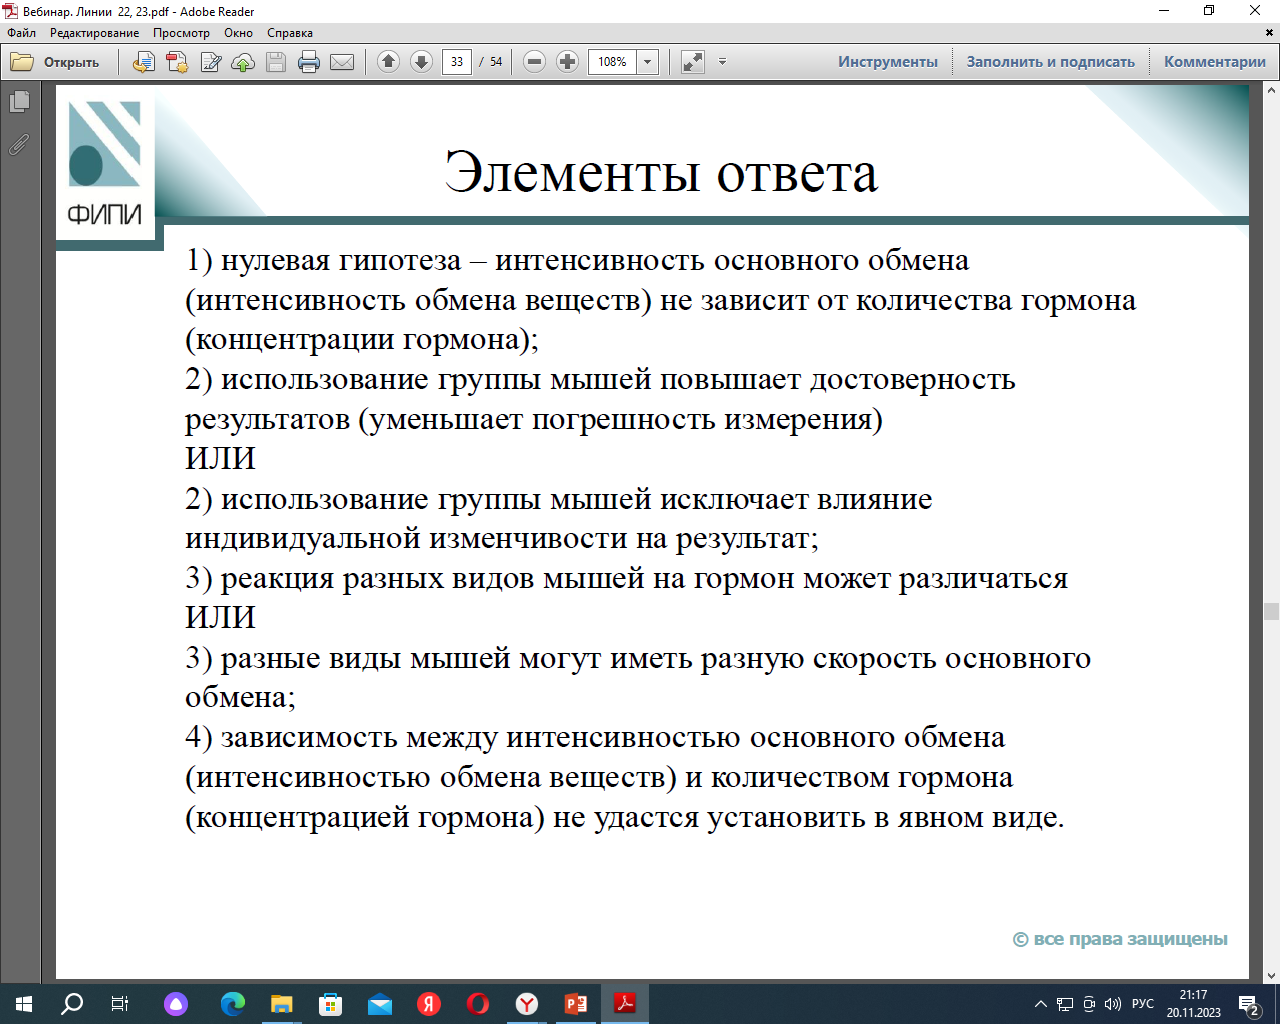 Вебинар. Линии  22, 23.pdf - Adobe Reader
Файл Редактирование Просмотр Окно Справка
Открыть 33 / 54 108% Инструменты Заполнить и подписать Комментарии
ФИПИ
Элементы ответа
1) нулевая гипотеза – интенсивность основного обмена
(интенсивность обмена веществ) не зависит от количества гормона
(концентрации гормона);
2) использование группы мышей повышает достоверность
результатов (уменьшает погрешность измерения)
ИЛИ
2) использование группы мышей исключает влияние
индивидуальной изменчивости на результат;
3) реакция разных видов мышей на гормон может различаться
ИЛИ
3) разные виды мышей могут иметь разную скорость основного
обмена;
4) зависимость между интенсивностью основного обмена
(интенсивностью обмена веществ) и количеством гормона
(концентрацией гормона) не удастся установить в явном виде.
© все права защищены
РУС
21:17
20.11.2023
2